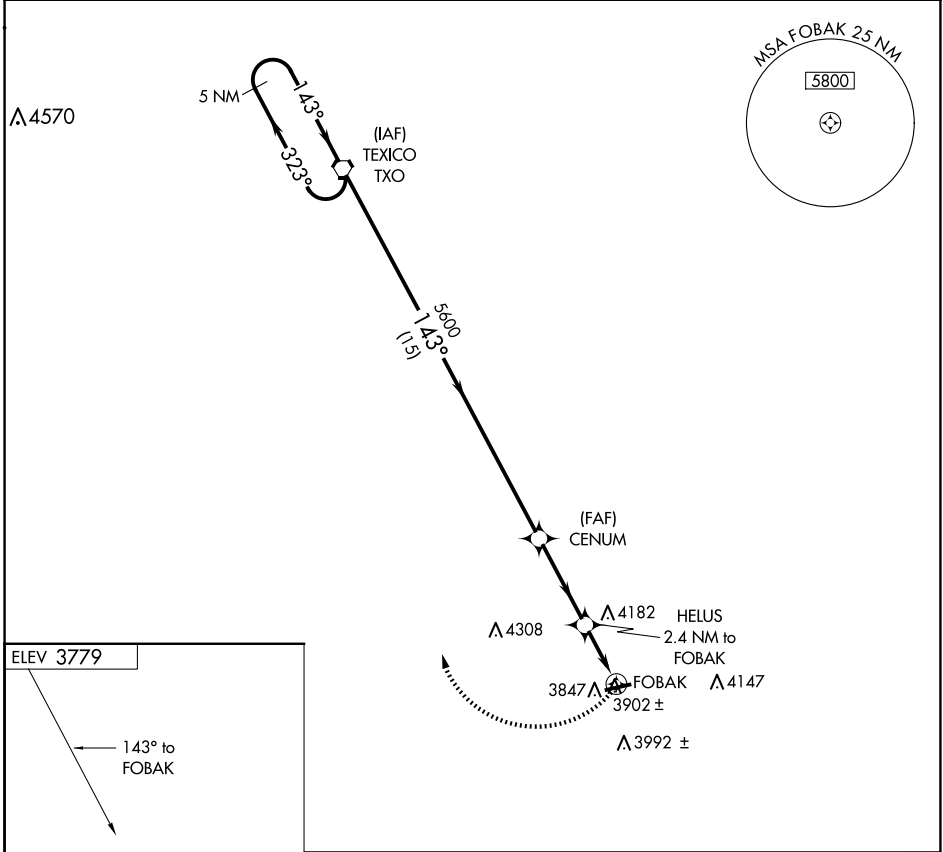 MSA FOBAK 25 NM
5800
4570
5 NM
143°
323°
(IAF)
TEXICO
TXO
5600
143°
(15)
(FAF)
CENUM
4182
4308
HELUS
2.4 NM to
FOBAK
3847
FOBAK
4147
3902 ±
3992 ±
ELEV 3779
143° to
FOBAK